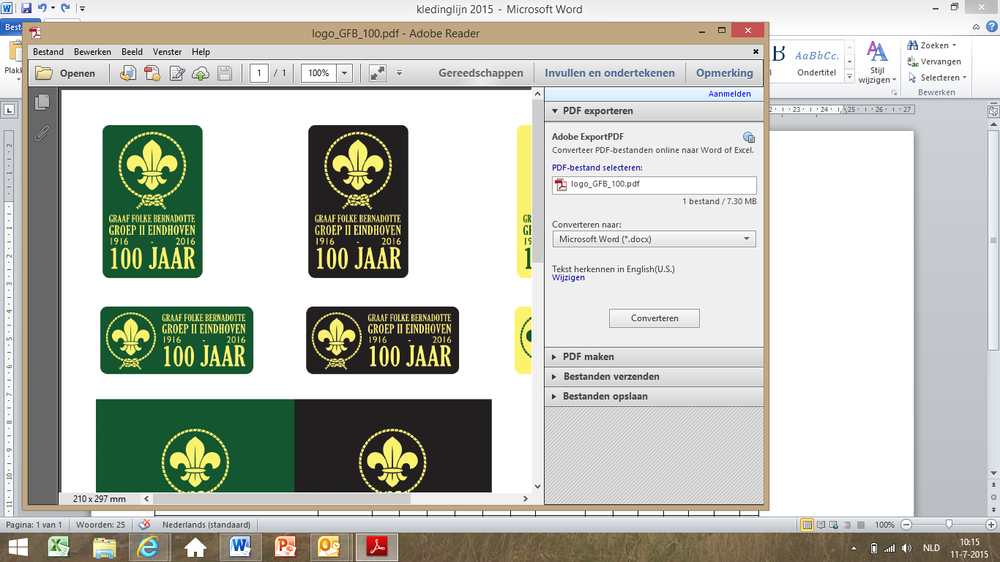 kledinglijn 2015 - Microsoft Word
Best
logo_GFB_100.pdf - Adobe Reader
Bestand Bewerken Beeld Venster Help
Openen
1 / 1
100%
Gereedschappen
Invullen en ondertekenen
Opmerking
Plakk
AaBbCc.
Ondertitel
Stijl
wijzigen
Zoeken
Vervangen
Selecteren
Bewerken
23 24 25 26 27
Aanmelden
PDF exporteren
Adobe ExportPDF
Converteer PDF-bestanden online naar Word of Excel.
PDF-bestand selecteren:
logo_GFB_100.pdf
1 bestand / 7.30 MB
Converteren naar:
Microsoft Word (*.docx)
Tekst herkennen in English(U.S.)
Wijzigen
Converteren
PDF maken
Bestanden verzenden
Bestanden opslaan
GRAAF FOLKE BERNADOTTE
GROEP II EINDHOVEN
1916 - 2016
100 JAAR
GRAAF FOLKE BERNADOTTE
GROEP II EINDHOVEN
1916 - 2016
100 JAAR
GRAAF FOLKE BERNADOTTE
GROEP II EINDHOVEN
1916 - 2016
100 JAAR
GRAAF FOLKE BERNADOTTE
GROEP II EINDHOVEN
1916 - 2016
100 JAAR
210 x 297 mm
Pagina: 1 van 1 Woorden: 25 Nederlands (standaard) 100%
NLD
10:15
11-7-2015